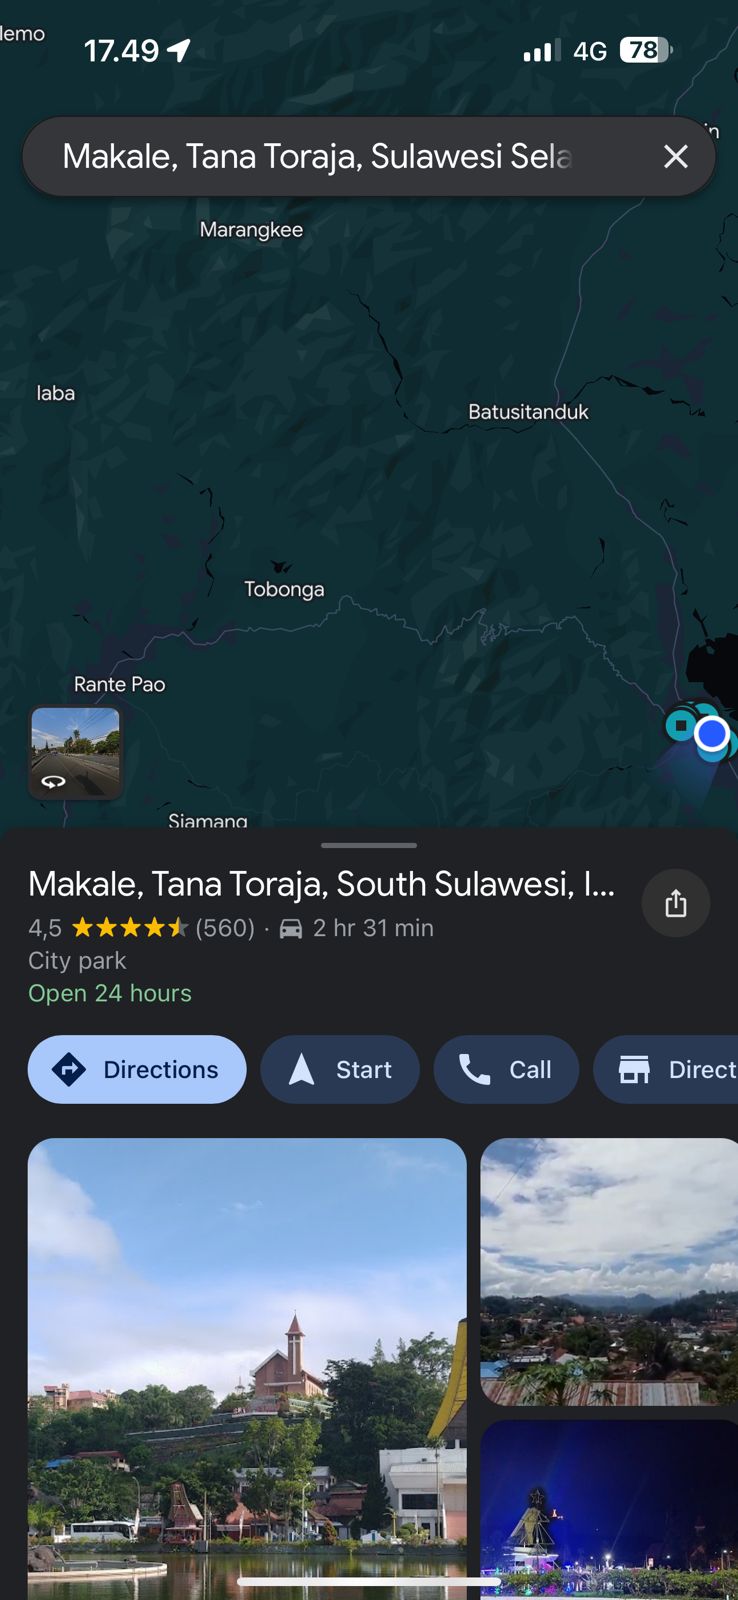 lemo
17.49
4G
78
in
Makale, Tana Toraja, Sulawesi Sela
Marangkee
laba
Batusitanduk
Tobonga
Rante Pao
Siamang
Makale, Tana Toraja, South Sulawesi, I...
4,5 (560) · 2 hr 31 min
City park
Open 24 hours
Directions
Start
Call
Direct